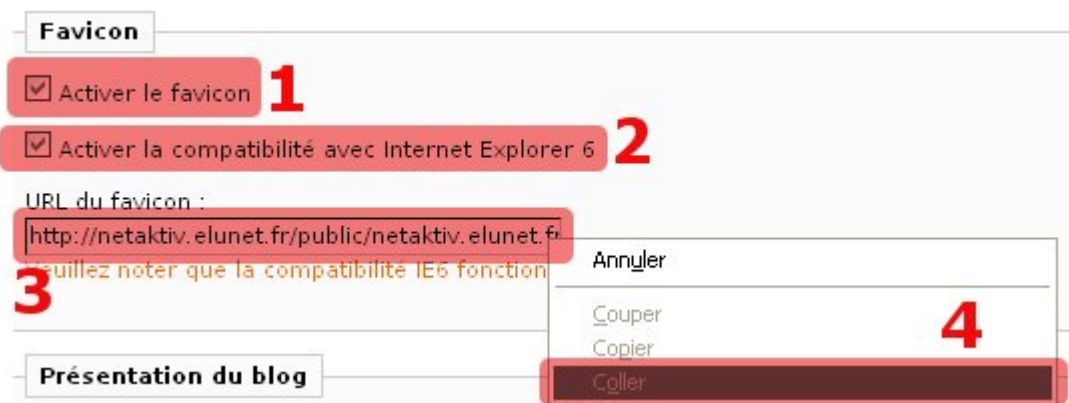 Favicon
Activer le favicon 1
Activer la compatibilité avec Internet Explorer 6 2
URL du favicon :
http://netaktiv.elunet.fr/public/netaktiv.elunet.f
Veuillez noter que la compatibilité IE6 fonction
3
Annuler
Couper
4
Copier
Présentation du blog
Coller